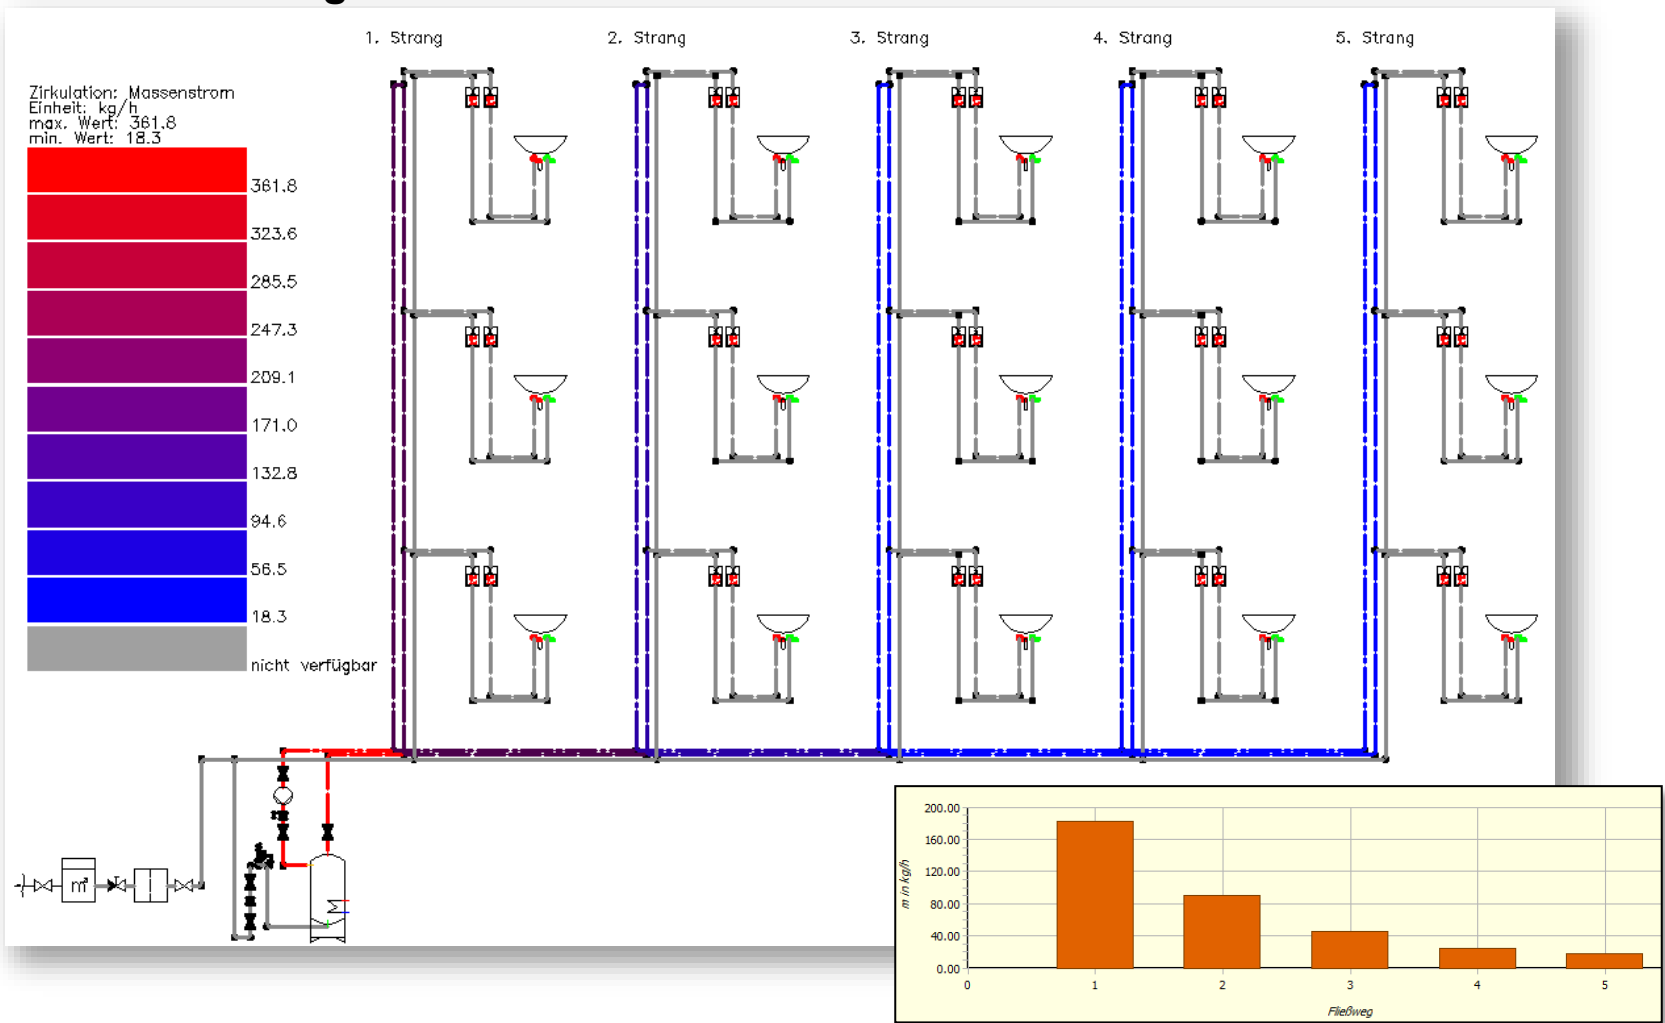 1. Strang
2. Strang
3. Strang
4. Strang
5. Strang
Zirkulation: Massenstrom
Einheit: kg/h
max. Wert: 361.8
min. Wert: 18.3
361.8
323.6
285.5
247.3
209.1
171.0
132.8
94.6
56.5
18.3
nicht verfügbar
m³
200.00
160.00
120.00
80.00
40.00
0.00
m in kg/h
0
1
2
3
4
5
Fließweg